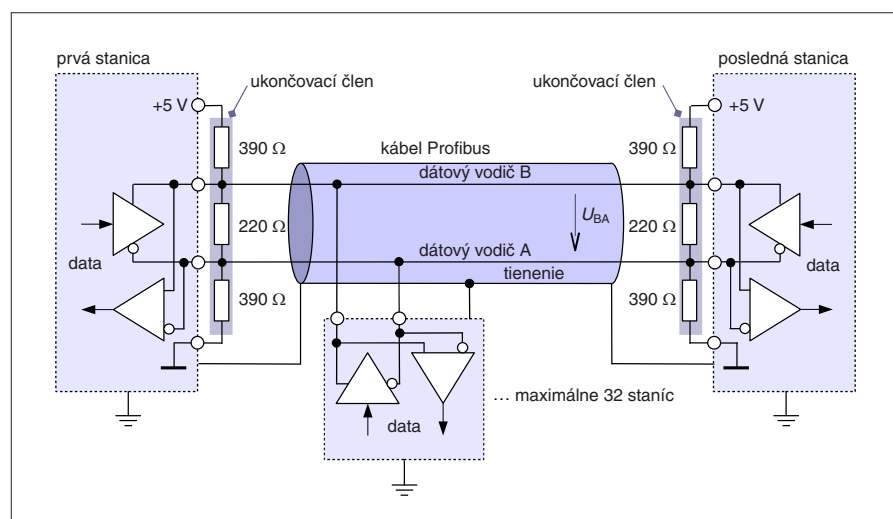 prvá stanica
posledná stanica
ukončovací člen
ukončovací člen
+5 V
+5 V
390 Ω
kábel Profibus
390 Ω
dátový vodič B
220 Ω
U_BA
220 Ω
data
dátový vodič A
data
tienenie
390 Ω
390 Ω
... maximálne 32 staníc
data